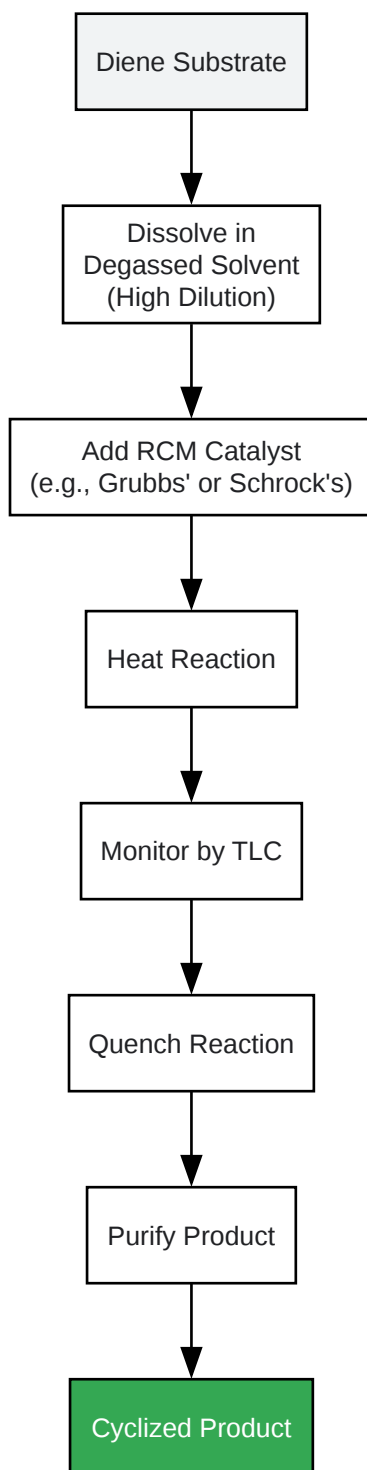 Diene Substrate
Dissolve in
Degassed Solvent
(High Dilution)
Add RCM Catalyst
(e.g., Grubbs' or Schrock's)
Heat Reaction
Monitor by TLC
Quench Reaction
Purify Product
Cyclized Product